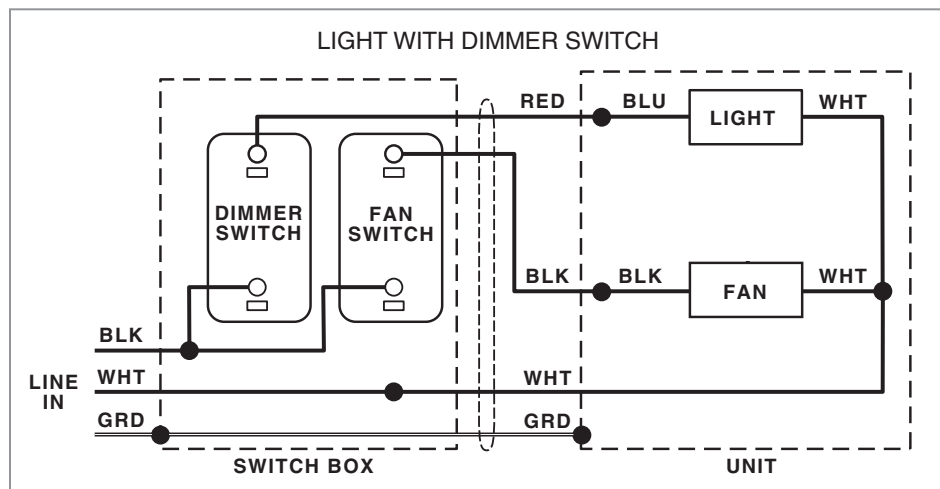 LIGHT WITH DIMMER SWITCH
RED
BLU
LIGHT
WHT
DIMMER
SWITCH
FAN
SWITCH
BLK
BLK
FAN
WHT
BLK
LINE
IN
WHT
WHT
GRD
GRD
SWITCH BOX
UNIT